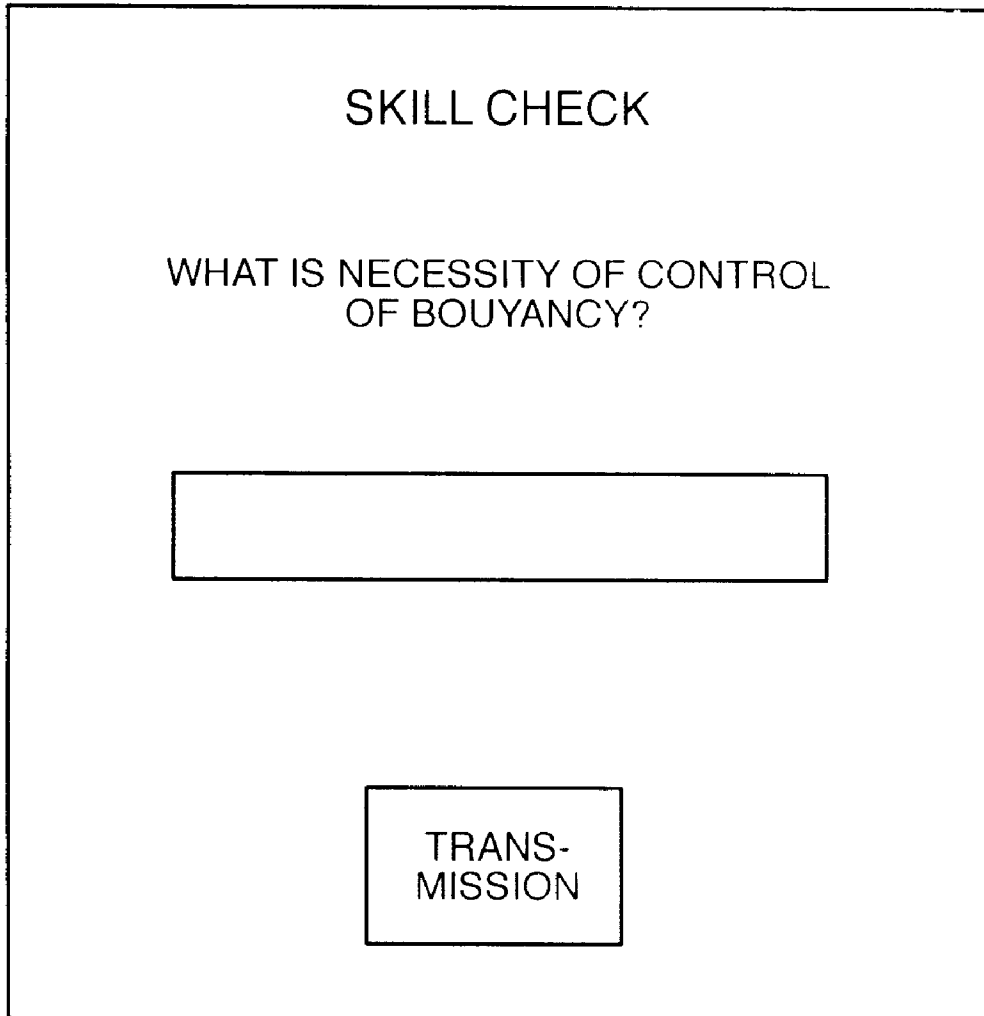 SKILL CHECK
WHAT IS NECESSITY OF CONTROL
OF BOUYANCY?
TRANS-
MISSION